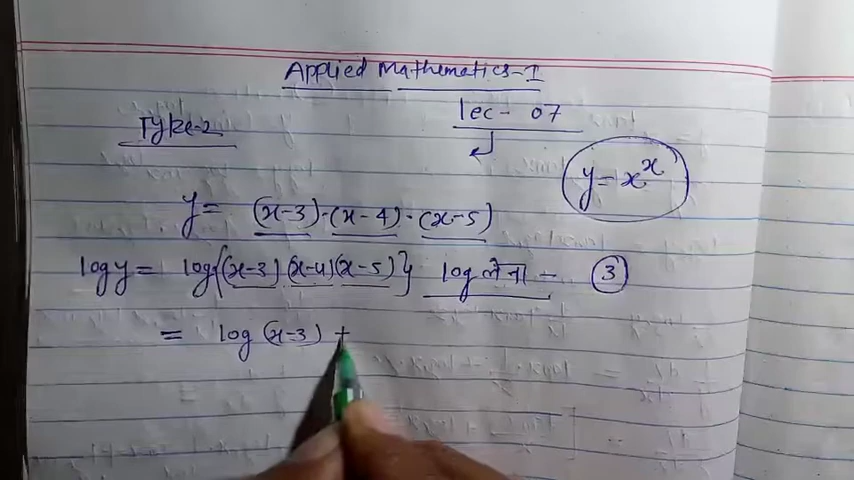 Applied Mathematics-I
lec- 07
Type-2
y = x^x
y = (x-3)·(x-4)·(x-5)
log y = log{(x-3)(x-4)(x-5)} log लेना - ③
= log (x-3) +